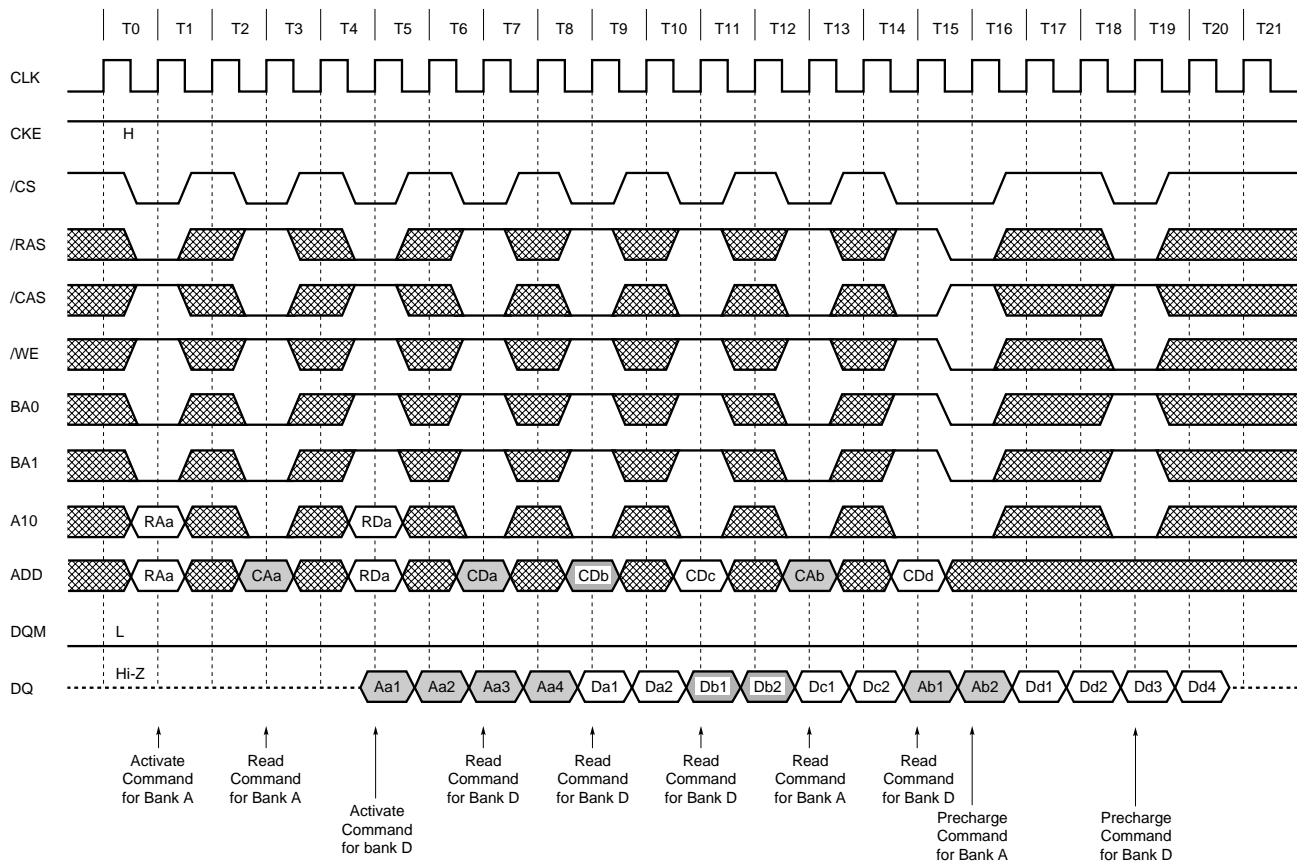 T0 T1 T2 T3 T4 T5 T6 T7 T8 T9 T10 T11 T12 T13 T14 T15 T16 T17 T18 T19 T20 T21
CLK
CKE H
/CS
/RAS
/CAS
/WE
BA0
BA1
A10 RAa RDa
ADD RAa CAa RDa CDa CDb CDc CAb CDd
DQM L
Hi-Z
DQ Aa1 Aa2 Aa3 Aa4 Da1 Da2 Db1 Db2 Dc1 Dc2 Ab1 Ab2 Dd1 Dd2 Dd3 Dd4
Activate
Command
for Bank A
Read
Command
for Bank A
Activate
Command
for bank D
Read
Command
for Bank D
Read
Command
for Bank D
Read
Command
for Bank D
Read
Command
for Bank A
Read
Command
for Bank D
Precharge
Command
for Bank A
Precharge
Command
for Bank D